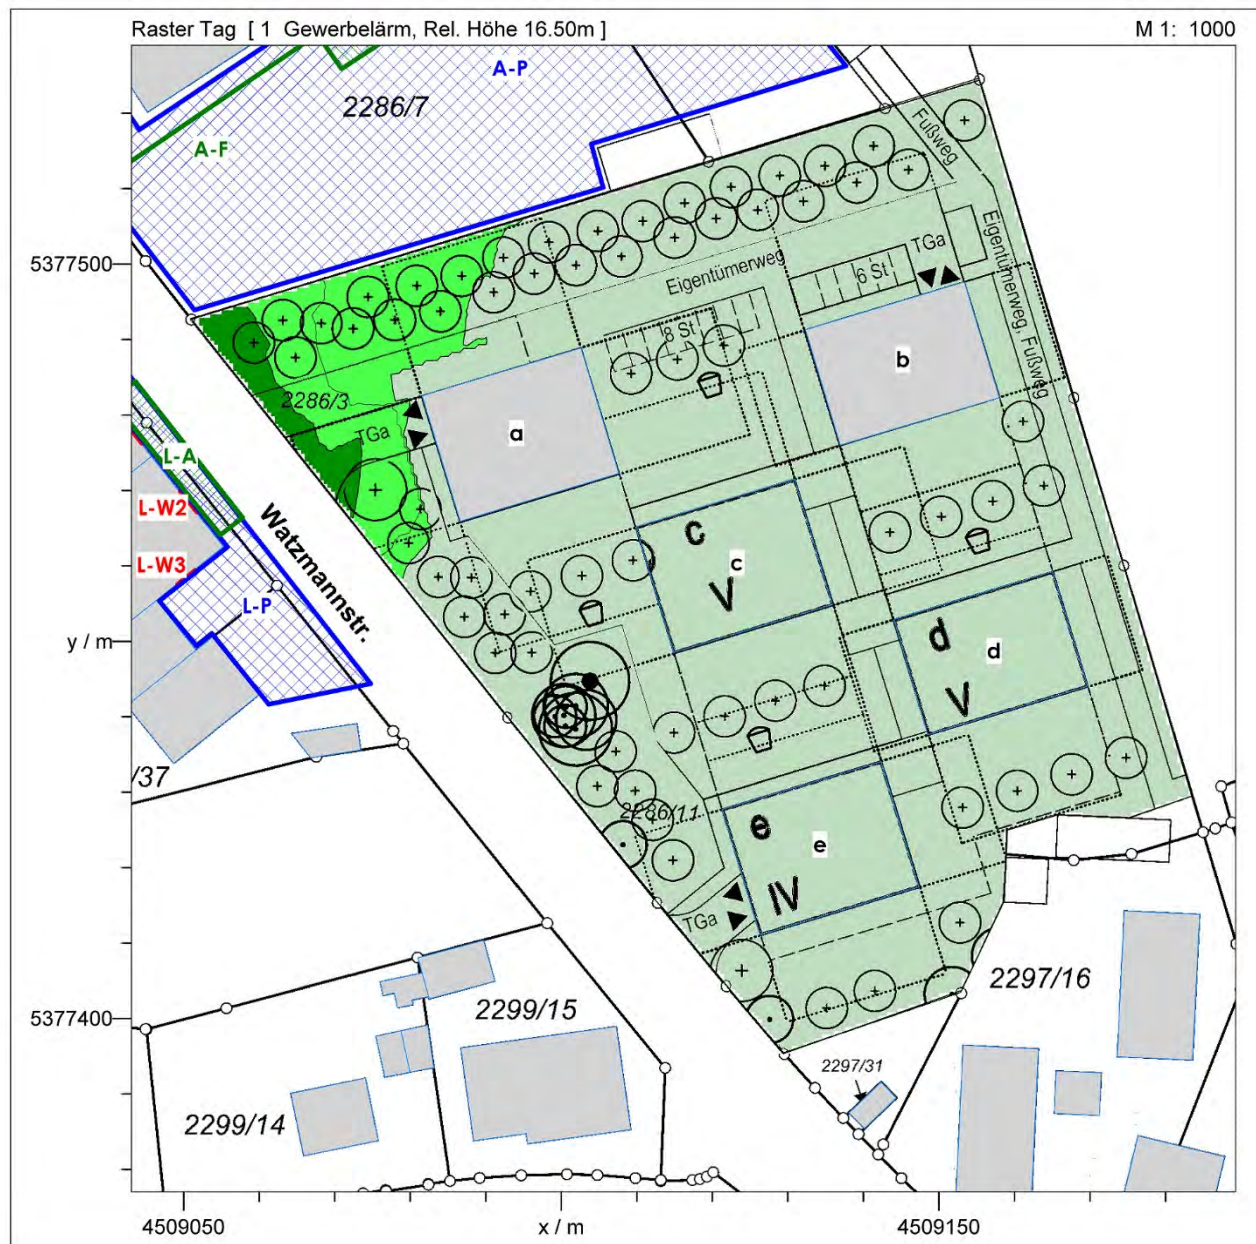 Raster Tag [ 1 Gewerbelärm, Rel. Höhe 16.50m ]
M 1: 1000
A-P
2286/7
A-F
Fußweg
Eigentümerweg, Fußweg
TGa
6 St
Eigentümerweg
5377500
8 St
b
2286/3
a
TGa
L-A
L-W2
Watzmannstr.
c
c
V
L-W3
L-P
y / m
d
d
V
/37
2286/11
e
e
IV
TGa
2297/16
2299/15
5377400
2297/31
2299/14
4509050
x / m
4509150